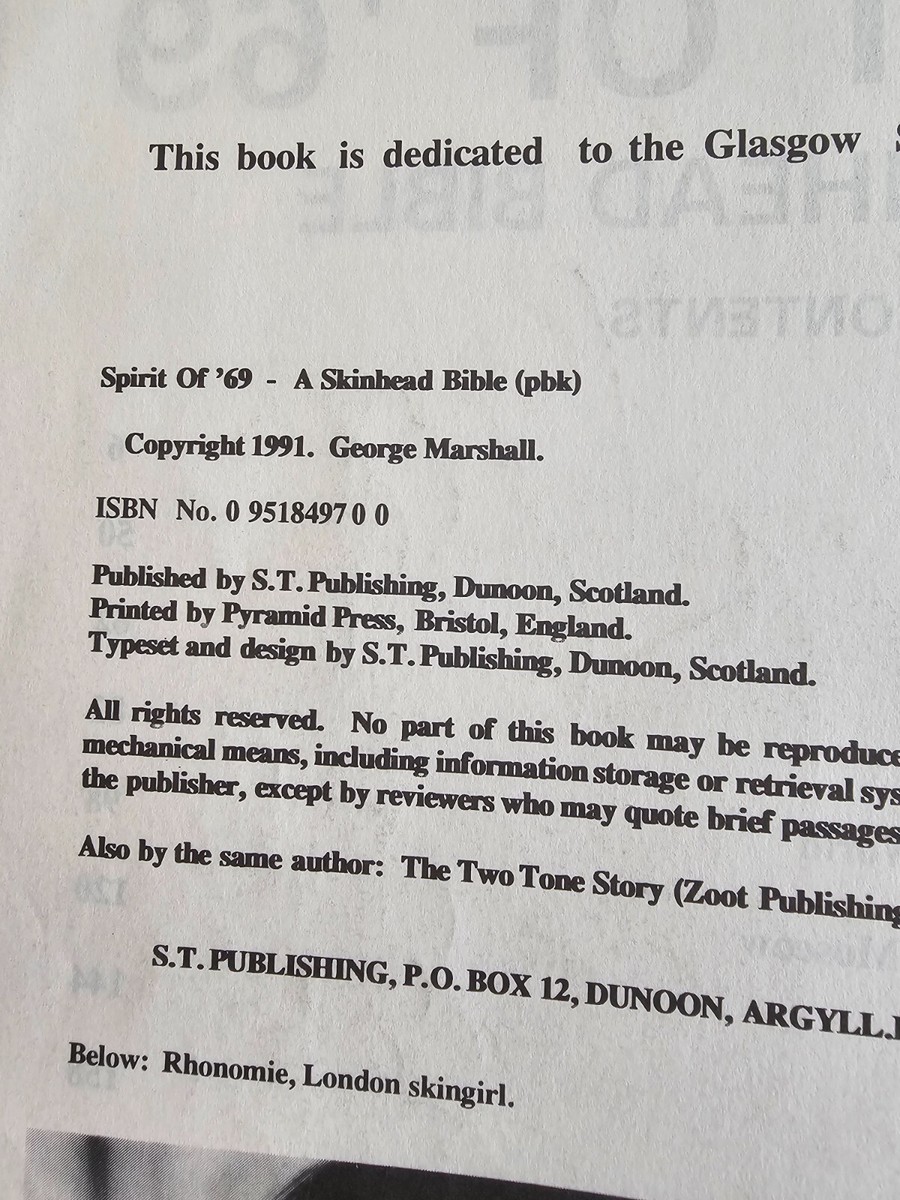 This book is dedicated to the Glasgow
Spirit Of '69 - A Skinhead Bible (pbk)
Copyright 1991. George Marshall.
ISBN No. 0 9518497 0 0
Published by S.T. Publishing, Dunoon, Scotland.
Printed by Pyramid Press, Bristol, England.
Typeset and design by S.T. Publishing, Dunoon, Scotland.
All rights reserved. No part of this book may be reproduce
mechanical means, including information storage or retrieval sys
the publisher, except by reviewers who may quote brief passages
Also by the same author: The Two Tone Story (Zoot Publishing
S.T. PUBLISHING, P.O. BOX 12, DUNOON, ARGYLL.
Below: Rhonomie, London skingirl.